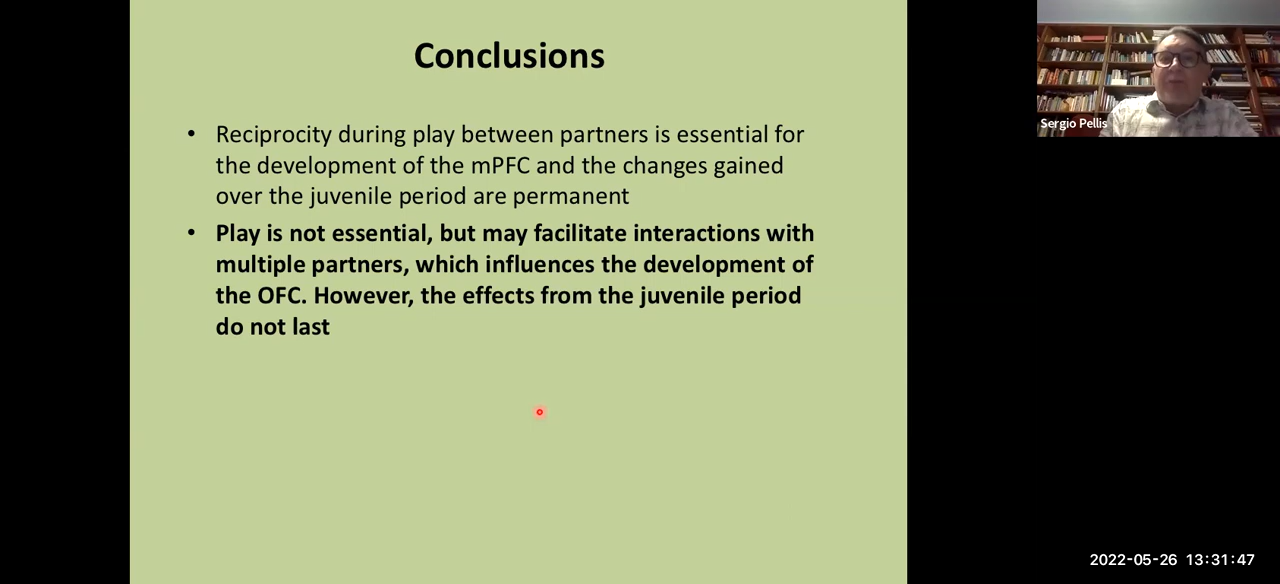 Conclusions
• Reciprocity during play between partners is essential for
the development of the mPFC and the changes gained
over the juvenile period are permanent
• Play is not essential, but may facilitate interactions with
multiple partners, which influences the development of
the OFC. However, the effects from the juvenile period
do not last
Sergio Pellis
2022-05-26 13:31:47